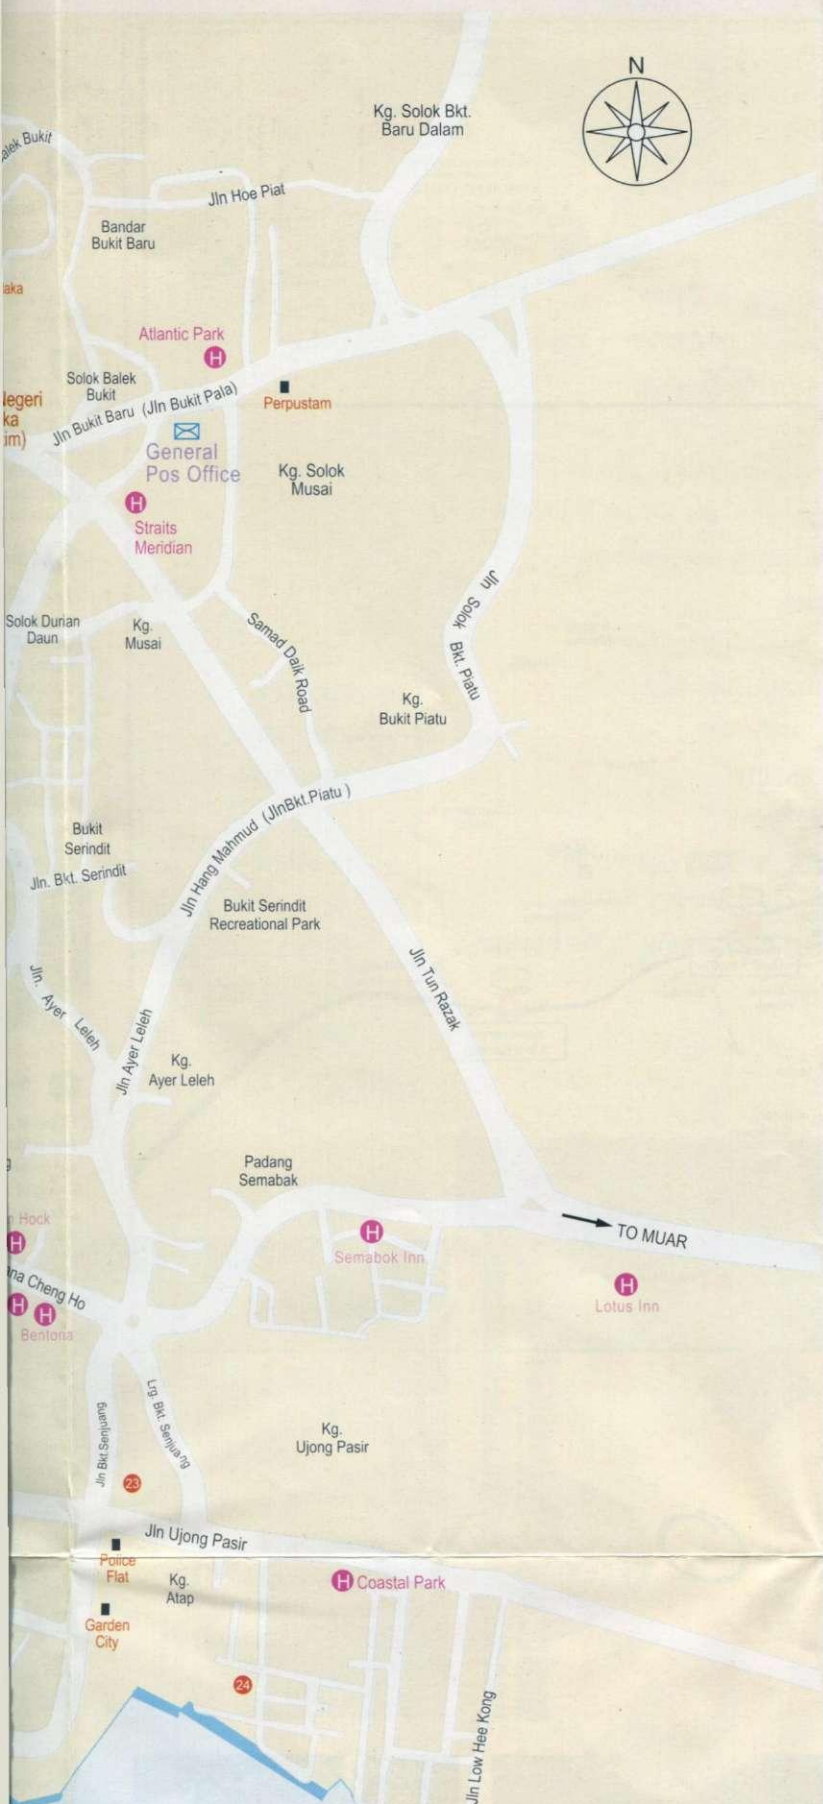 N
Kg. Solok Bkt.
Baru Dalam
Bukit
Jln Hoe Piat
Bandar
Bukit Baru
aka
Atlantic Park
H
Solok Balek
Bukit
Jln Bukit Baru (Jln Bukit Pala)
Perpustam
legeri
ka
im)
General
Pos Office
Kg. Solok
Musai
H
Straits
Meridian
Jln Solok Bkt. Piatu
Solok Durian
Daun
Kg.
Musai
Samad Daik Road
Kg.
Bukit Piatu
Jln Hang Mahmud (JlnBkt.Piatu )
Bukit
Serindit
Jln. Bkt. Serindit
Bukit Serindit
Recreational Park
Jln Tun Razak
Jln. Ayer Leleh
Jln Ayer Leleh
Kg.
Ayer Leleh
Padang
Semabak
Hock
H
H
Semabok Inn
TO MUAR
H
Lotus Inn
na Cheng Ho
H
H
Bentona
Jln Bkt.Senjuang
Lrg. Bkt. Senjuang
Kg.
Ujong Pasir
23
Jln Ujong Pasir
Police
Flat
Kg.
Atap
H Coastal Park
Garden
City
24
Jln Low Hee Kong